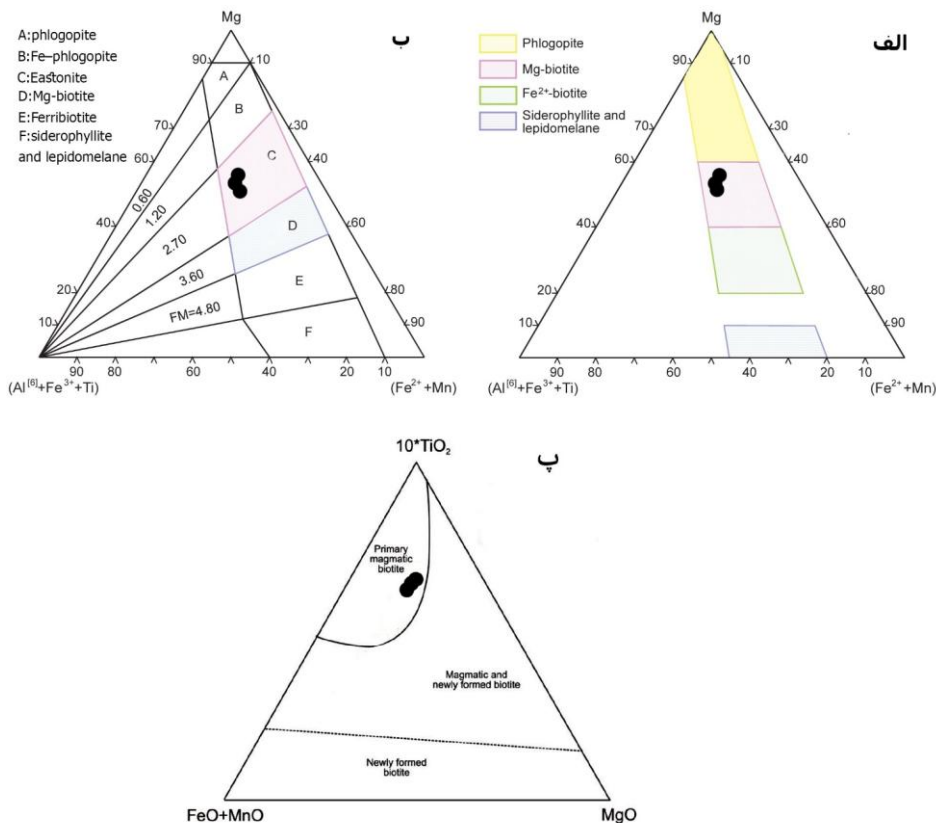 A:phlogopite
B:Fe–phlogopite
C:Eastonite
D:Mg-biotite
E:Ferribiotite
F:siderophyllite
and lepidomelane
ب
Mg
90
10
A
B
70
30
60
40
C
0.60
1.20
40
60
2.70
D
3.60
20
80
E
FM=4.80
10
90
F
80
60
40
20
10
(Al[6]+Fe3++Ti)
(Fe2++Mn)
الف
Phlogopite
Mg-biotite
Fe2+-biotite
Siderophyllite and
lepidomelane
Mg
90
10
70
30
60
40
40
60
20
80
10
90
90
80
60
40
20
10
(Al[6]+Fe3++Ti)
(Fe2++Mn)
پ
10*TiO2
Primary
magmatic
biotite
Magmatic and
newly formed biotite
Newly formed
biotite
FeO+MnO
MgO